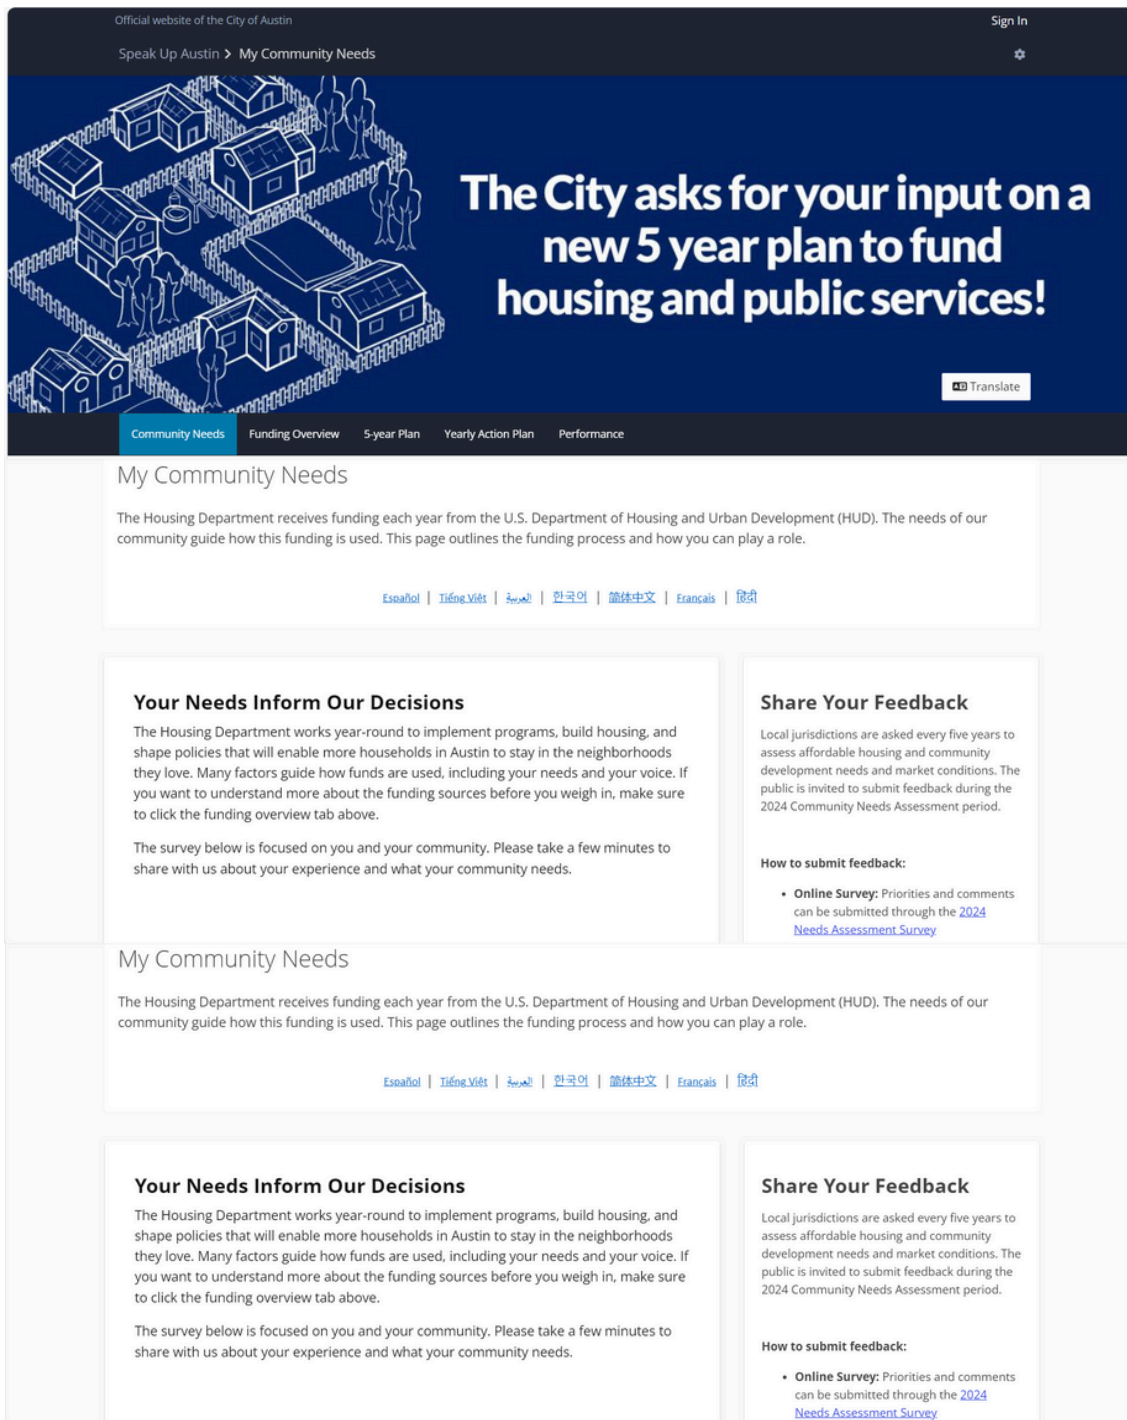 Official website of the City of Austin
Sign In
Speak Up Austin > My Community Needs
The City asks for your input on a
new 5 year plan to fund
housing and public services!
Translate
Community Needs Funding Overview 5-year Plan Yearly Action Plan Performance
My Community Needs
The Housing Department receives funding each year from the U.S. Department of Housing and Urban Development (HUD). The needs of our
community guide how this funding is used. This page outlines the funding process and how you can play a role.
Español | Tiếng Việt | العربية | 한국어 | 简体中文 | Français | हिंदी
Your Needs Inform Our Decisions
The Housing Department works year-round to implement programs, build housing, and
shape policies that will enable more households in Austin to stay in the neighborhoods
they love. Many factors guide how funds are used, including your needs and your voice. If
you want to understand more about the funding sources before you weigh in, make sure
to click the funding overview tab above.
The survey below is focused on you and your community. Please take a few minutes to
share with us about your experience and what your community needs.
Share Your Feedback
Local jurisdictions are asked every five years to
assess affordable housing and community
development needs and market conditions. The
public is invited to submit feedback during the
2024 Community Needs Assessment period.
How to submit feedback:
• Online Survey: Priorities and comments
can be submitted through the 2024
Needs Assessment Survey
My Community Needs
The Housing Department receives funding each year from the U.S. Department of Housing and Urban Development (HUD). The needs of our
community guide how this funding is used. This page outlines the funding process and how you can play a role.
Español | Tiếng Việt | العربية | 한국어 | 简体中文 | Français | हिंदी
Your Needs Inform Our Decisions
The Housing Department works year-round to implement programs, build housing, and
shape policies that will enable more households in Austin to stay in the neighborhoods
they love. Many factors guide how funds are used, including your needs and your voice. If
you want to understand more about the funding sources before you weigh in, make sure
to click the funding overview tab above.
The survey below is focused on you and your community. Please take a few minutes to
share with us about your experience and what your community needs.
Share Your Feedback
Local jurisdictions are asked every five years to
assess affordable housing and community
development needs and market conditions. The
public is invited to submit feedback during the
2024 Community Needs Assessment period.
How to submit feedback:
• Online Survey: Priorities and comments
can be submitted through the 2024
Needs Assessment Survey